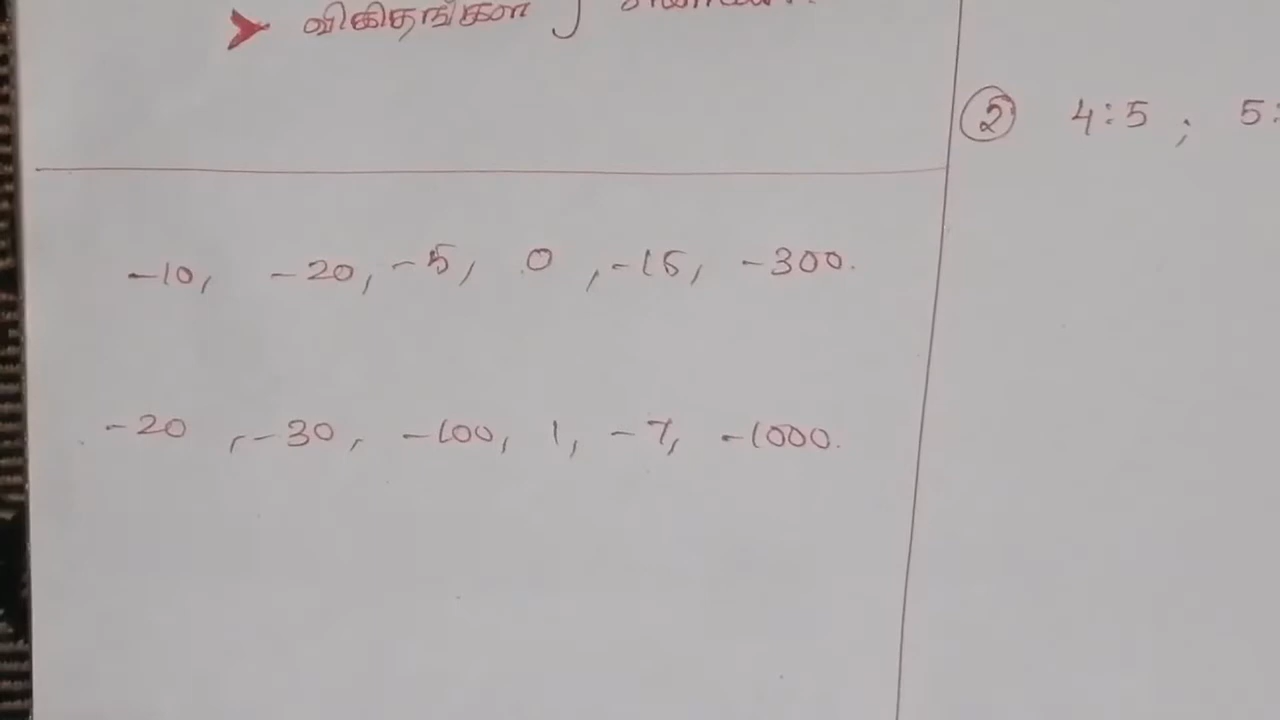 ➤ விகிதங்கள
-10, -20, -5, 0, -15, -300.
-20, -30, -100, 1, -7, -1000.
② 4:5 ; 5: